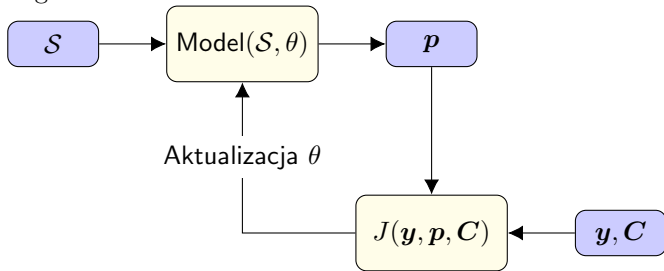 𝒮
Model(𝒮, θ)
𝒑
Aktualizacja θ
J(𝒚, 𝒑, 𝑪)
𝒚, 𝑪